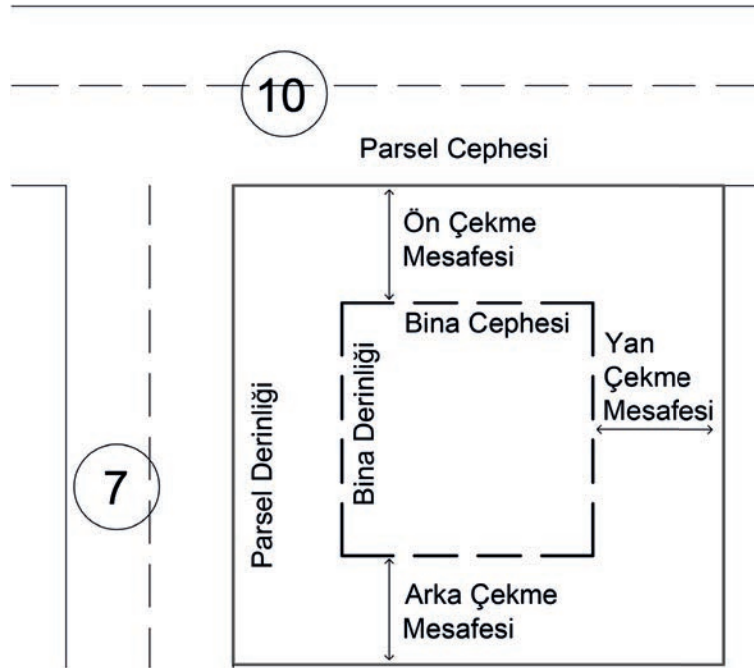 10
Parsel Cephesi
Ön Çekme
Mesafesi
Bina Cephesi
Yan
Çekme
Mesafesi
Parsel Derinliği
Bina Derinliği
7
Arka Çekme
Mesafesi